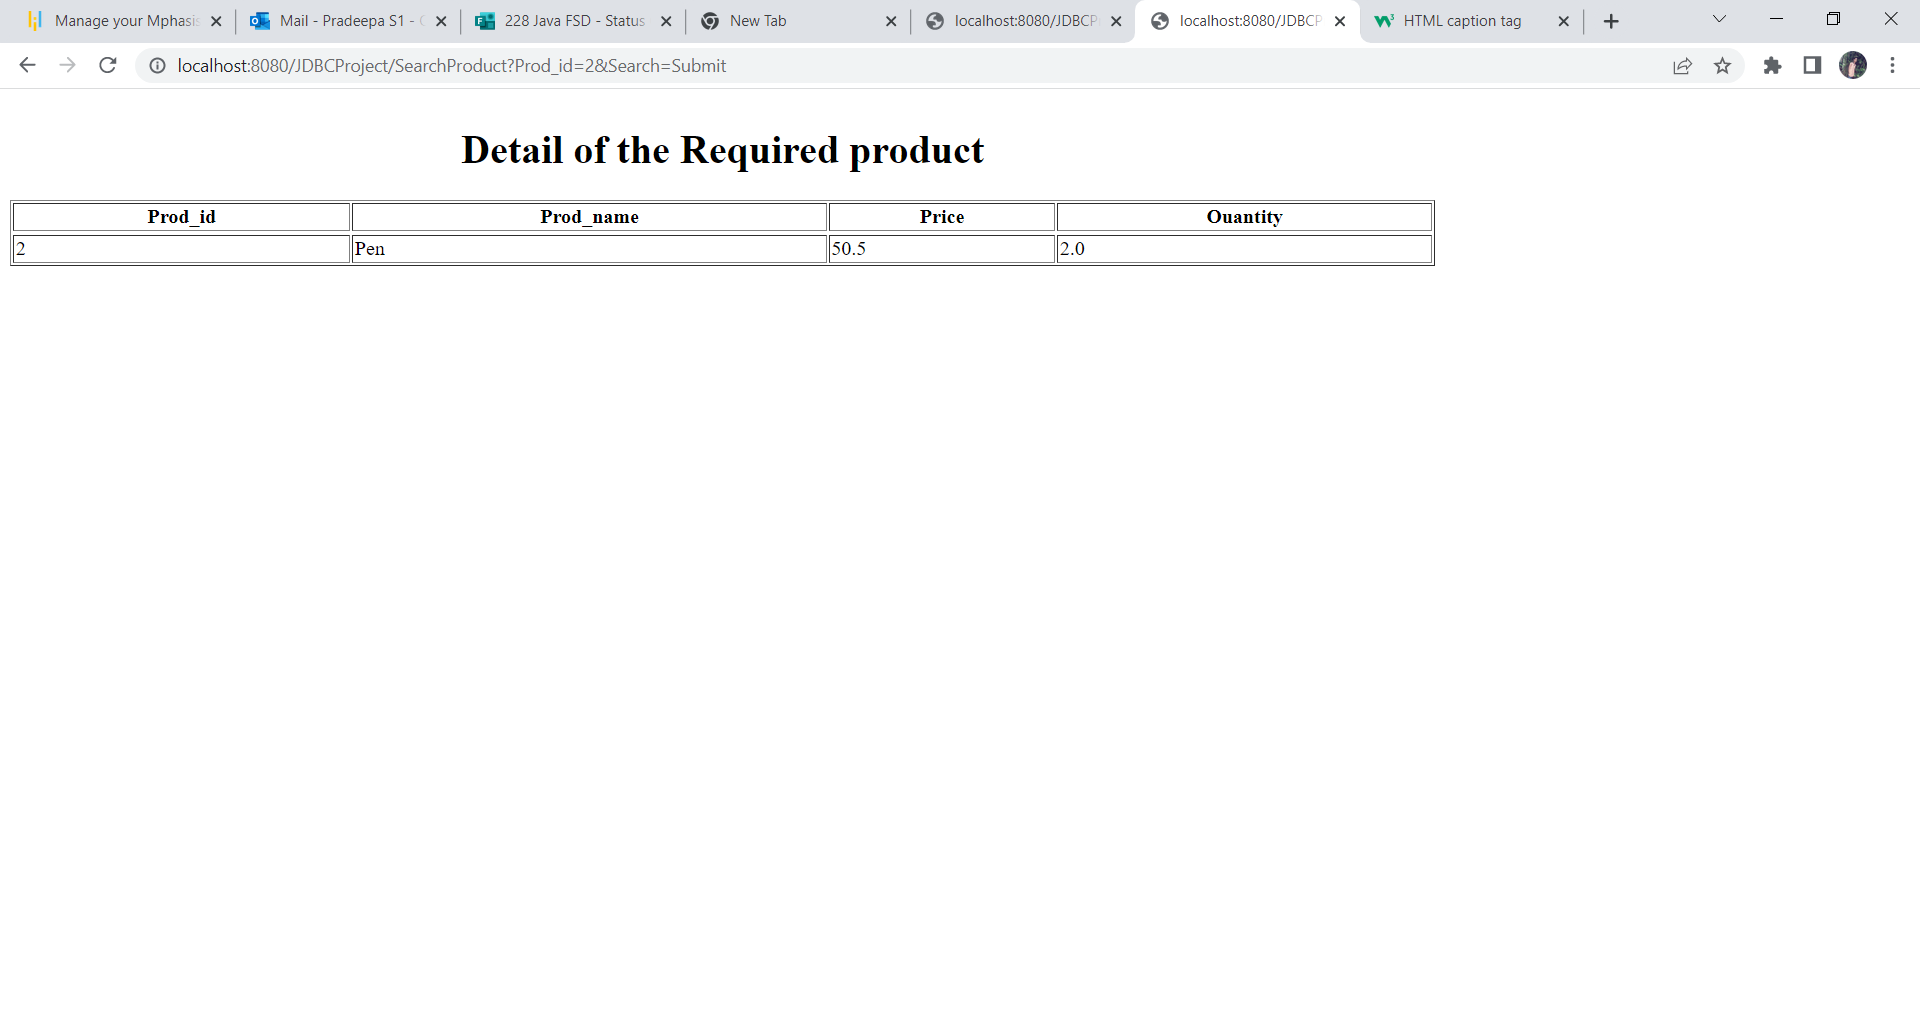 Manage your Mphasis
Mail - Pradeepa S1 -
228 Java FSD - Status
New Tab
localhost:8080/JDBCP
localhost:8080/JDBCP
HTML caption tag
localhost:8080/JDBCProject/SearchProduct?Prod_id=2&Search=Submit
Detail of the Required product
Prod_id Prod_name Price Ouantity
2 Pen 50.5 2.0